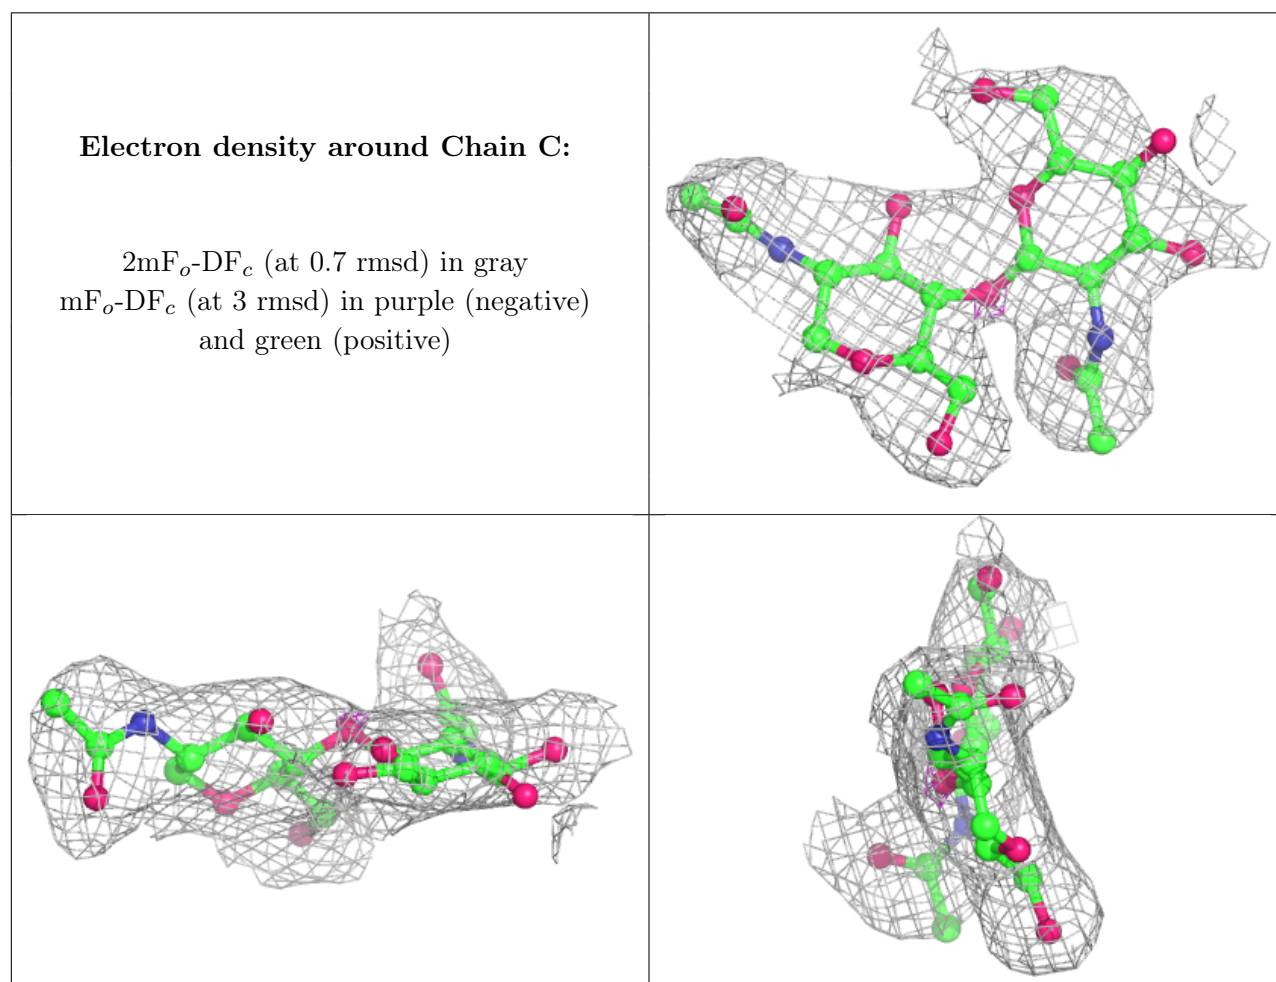 Electron density around Chain C:
2mFo-DFc (at 0.7 rmsd) in gray
mFo-DFc (at 3 rmsd) in purple (negative)
and green (positive)